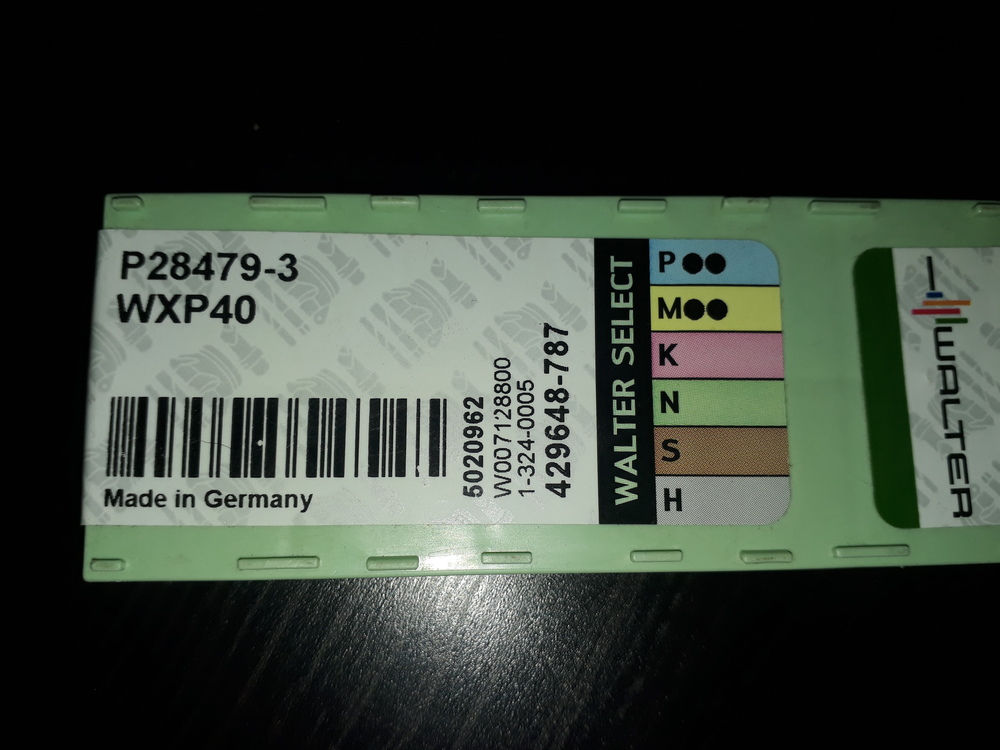 P28479-3
WXP40
Made in Germany
5020962
W007128800
1-324-0005
429648-787
WALTER SELECT
P ●●
M●●
K
N
S
H
WALTER